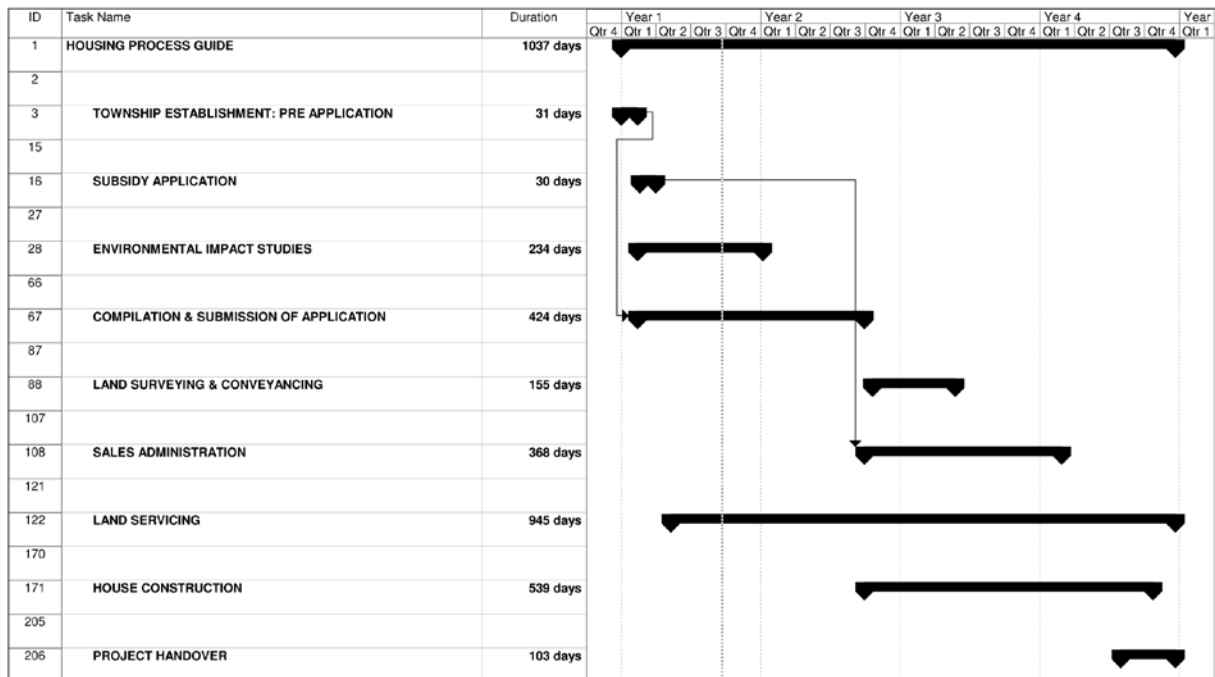 ID Task Name Duration Year 1 Year 2 Year 3 Year 4 Year
Qtr 4 Qtr 1 Qtr 2 Qtr 3 Qtr 4 Qtr 1 Qtr 2 Qtr 3 Qtr 4 Qtr 1 Qtr 2 Qtr 3 Qtr 4 Qtr 1 Qtr 2 Qtr 3 Qtr 4 Qtr 1
1 HOUSING PROCESS GUIDE 1037 days
2
3 TOWNSHIP ESTABLISHMENT: PRE APPLICATION 31 days
15
16 SUBSIDY APPLICATION 30 days
27
28 ENVIRONMENTAL IMPACT STUDIES 234 days
66
67 COMPILATION & SUBMISSION OF APPLICATION 424 days
87
88 LAND SURVEYING & CONVEYANCING 155 days
107
108 SALES ADMINISTRATION 368 days
121
122 LAND SERVICING 945 days
170
171 HOUSE CONSTRUCTION 539 days
205
206 PROJECT HANDOVER 103 days